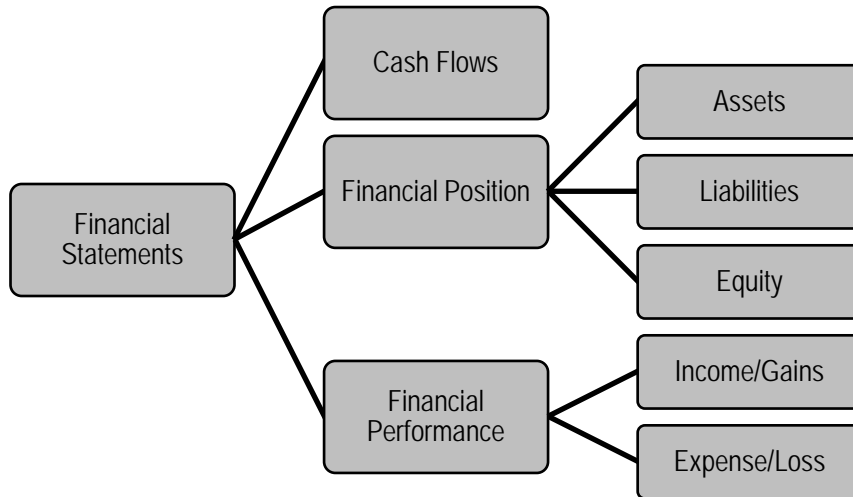 Financial
Statements
Cash Flows
Financial Position
Assets
Liabilities
Equity
Financial
Performance
Income/Gains
Expense/Loss